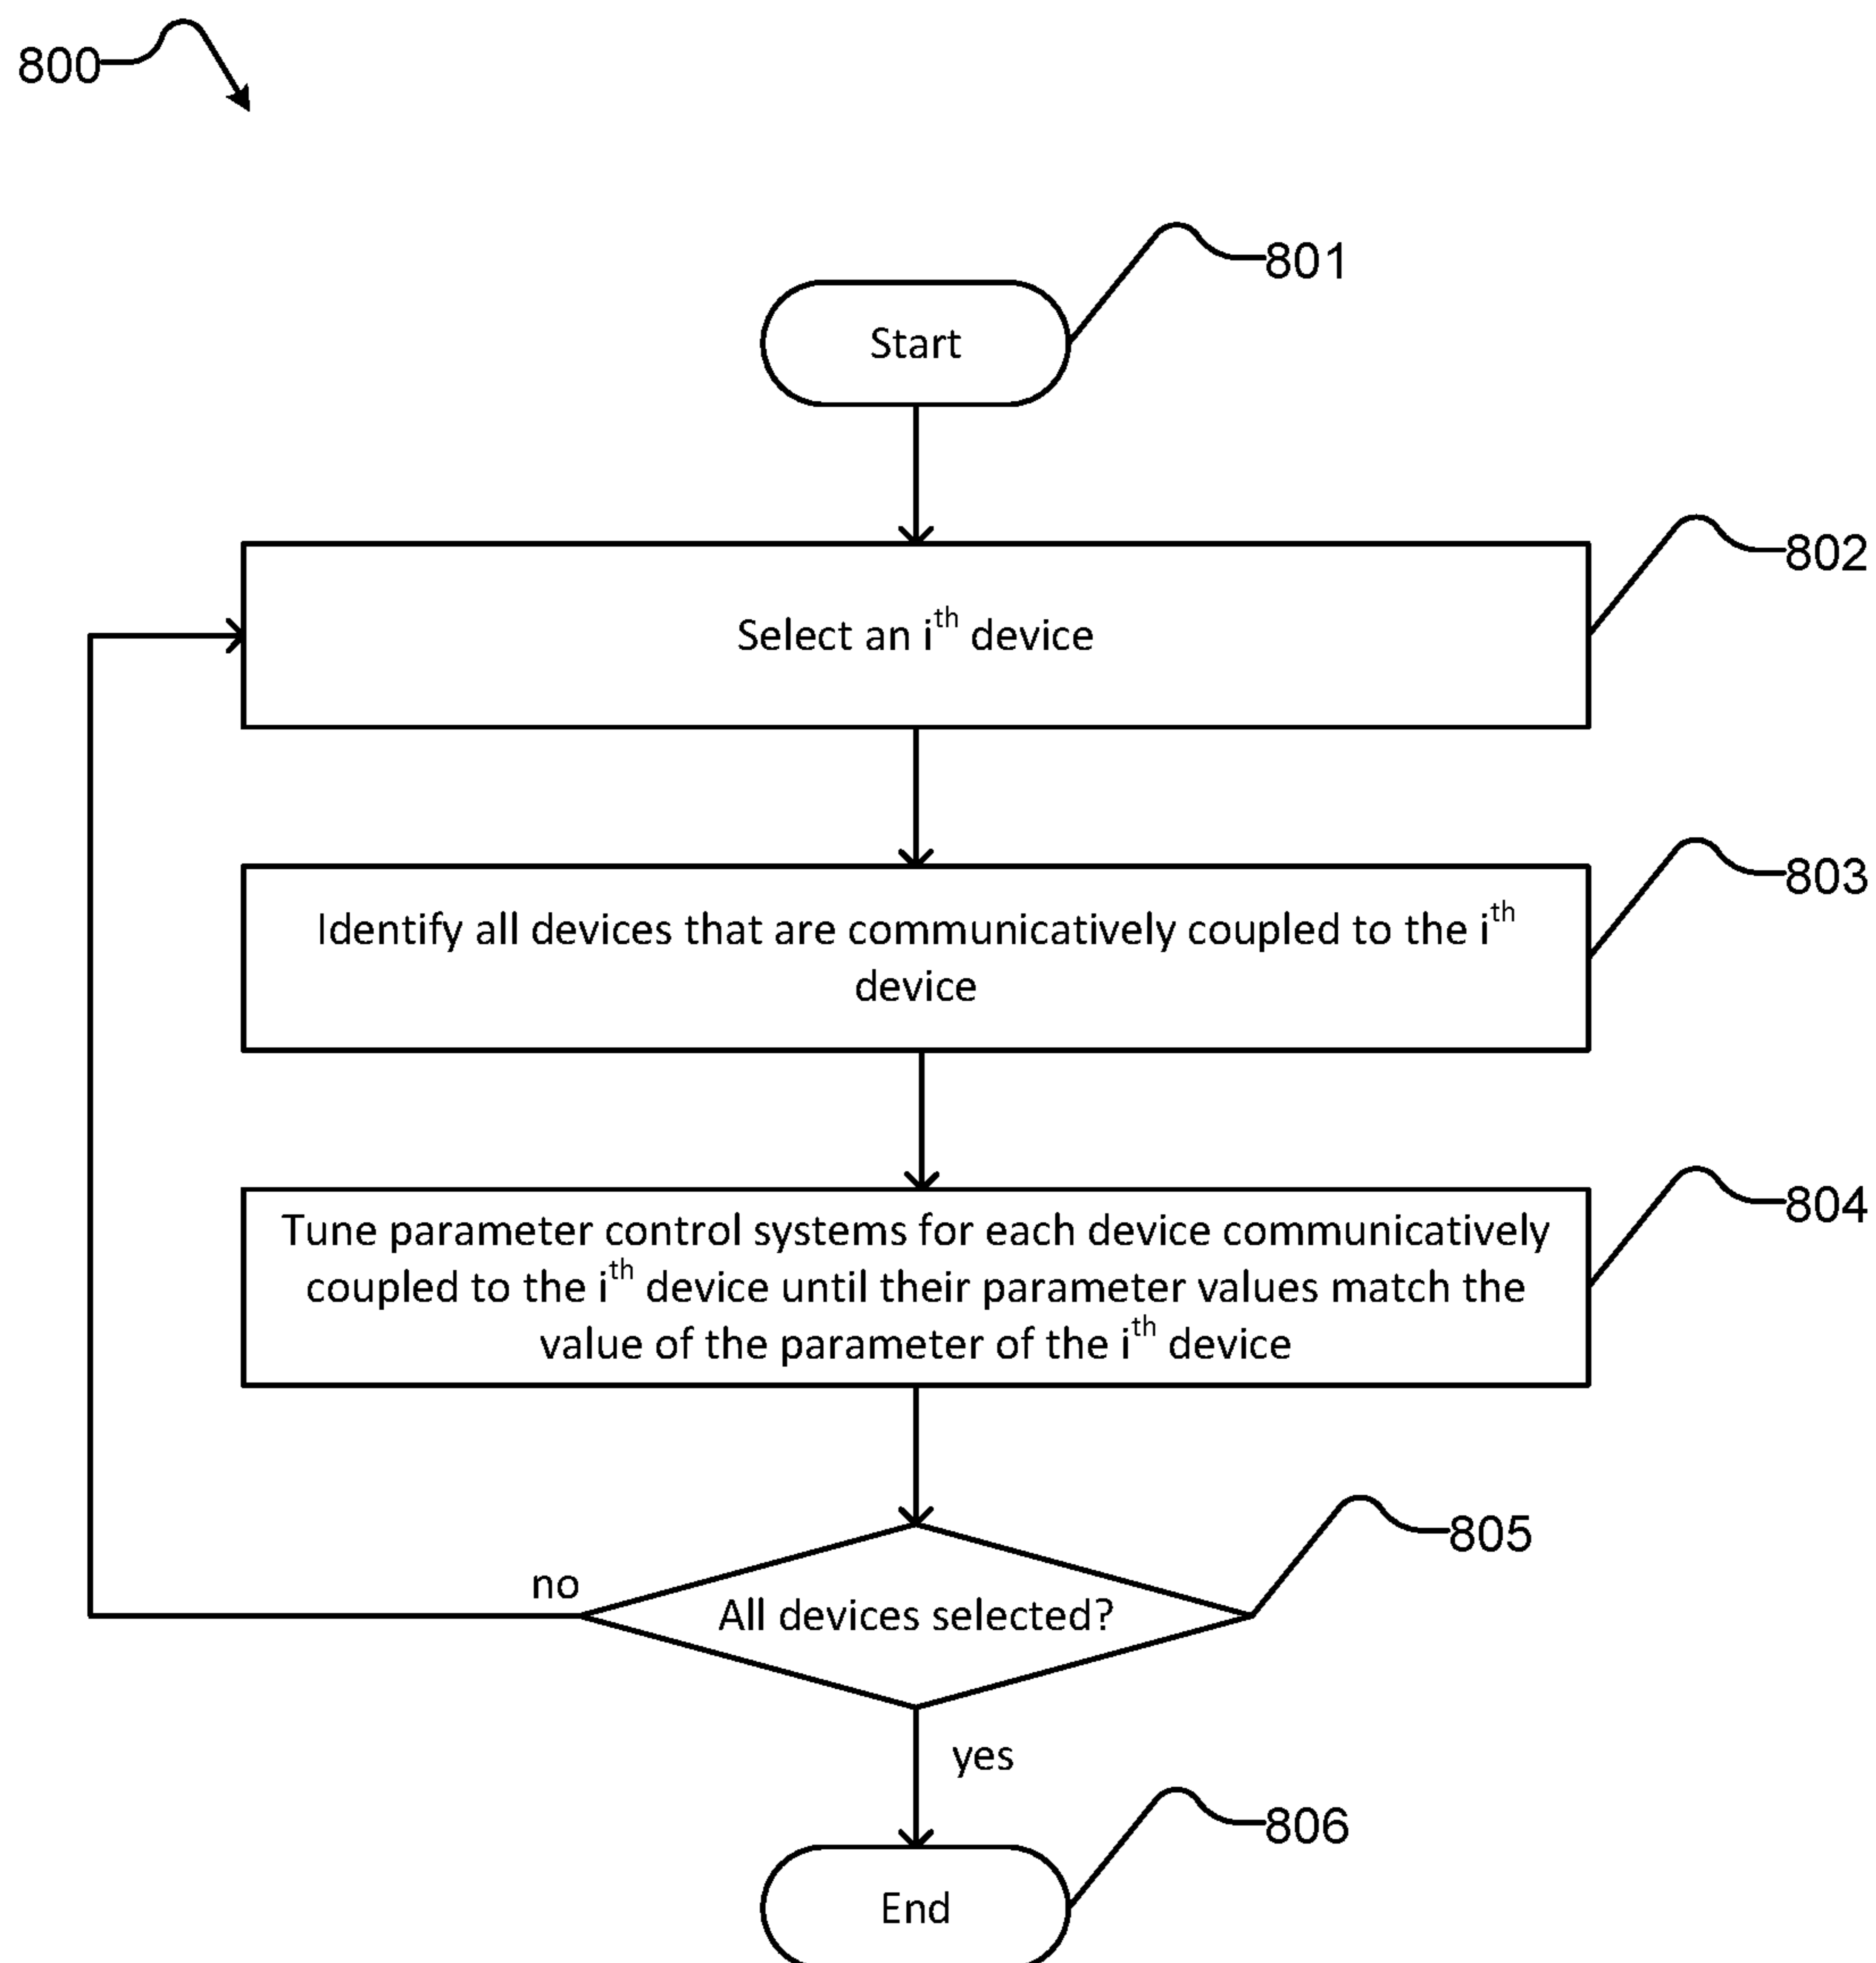 800
801
Start
802
Select an iᵗʰ device
803
Identify all devices that are communicatively coupled to the iᵗʰ
device
804
Tune parameter control systems for each device communicatively
coupled to the iᵗʰ device until their parameter values match the
value of the parameter of the iᵗʰ device
805
no
All devices selected?
yes
806
End